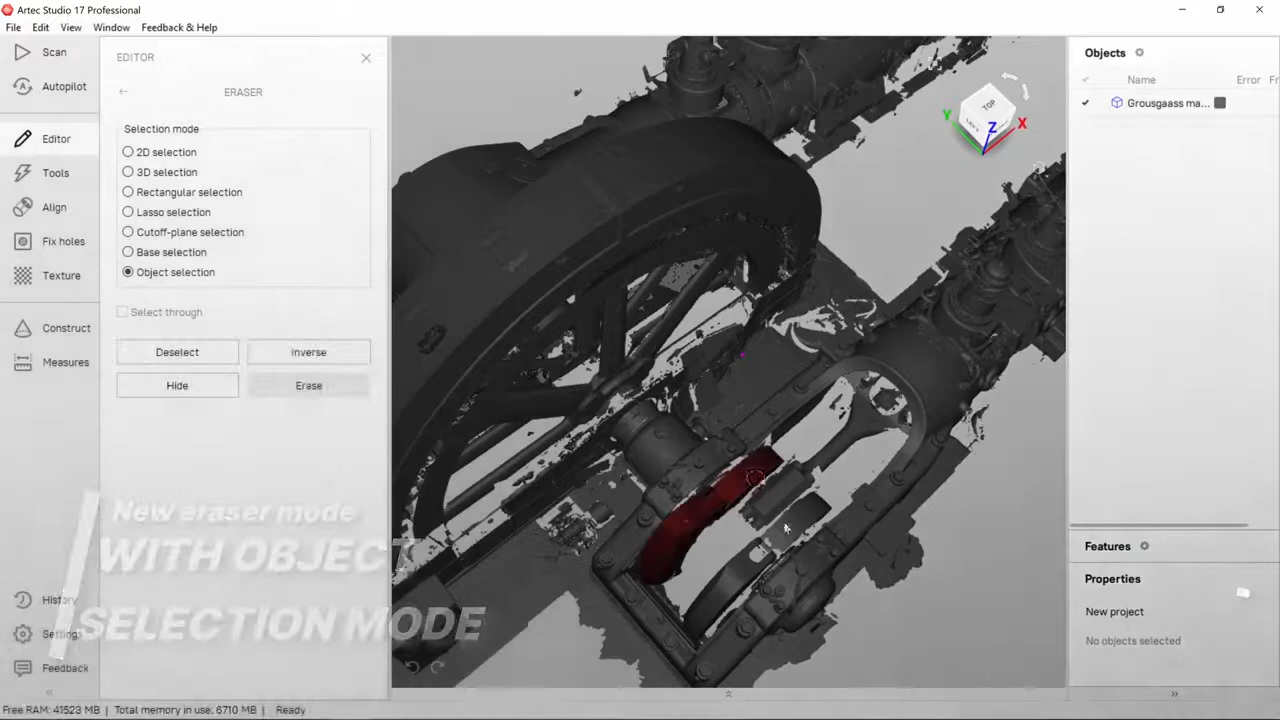 Artec Studio 17 Professional
File Edit View Window Feedback & Help
Scan
Autopilot
Editor
Tools
Align
Fix holes
Texture
Construct
Measures
History
Settings
Feedback
EDITOR
ERASER
Selection mode
2D selection
3D selection
Rectangular selection
Lasso selection
Cutoff-plane selection
Base selection
Object selection
Select through
Deselect Inverse
Hide Erase
New eraser mode
WITH OBJECT
SELECTION MODE
TOP
Y Z X
Objects
Name Error Fr
Grousgaass ma...
Features
Properties
New project
No objects selected
Free RAM: 41523 MB | Total memory in use: 6710 MB | Ready